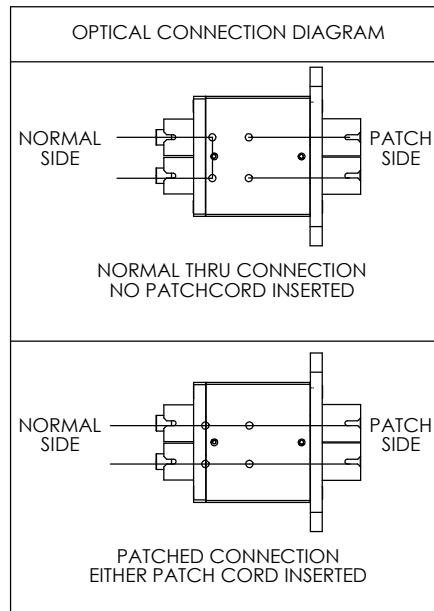 OPTICAL CONNECTION DIAGRAM
NORMAL SIDE
PATCH SIDE
NORMAL THRU CONNECTION
NO PATCHCORD INSERTED
NORMAL SIDE
PATCH SIDE
PATCHED CONNECTION
EITHER PATCH CORD INSERTED